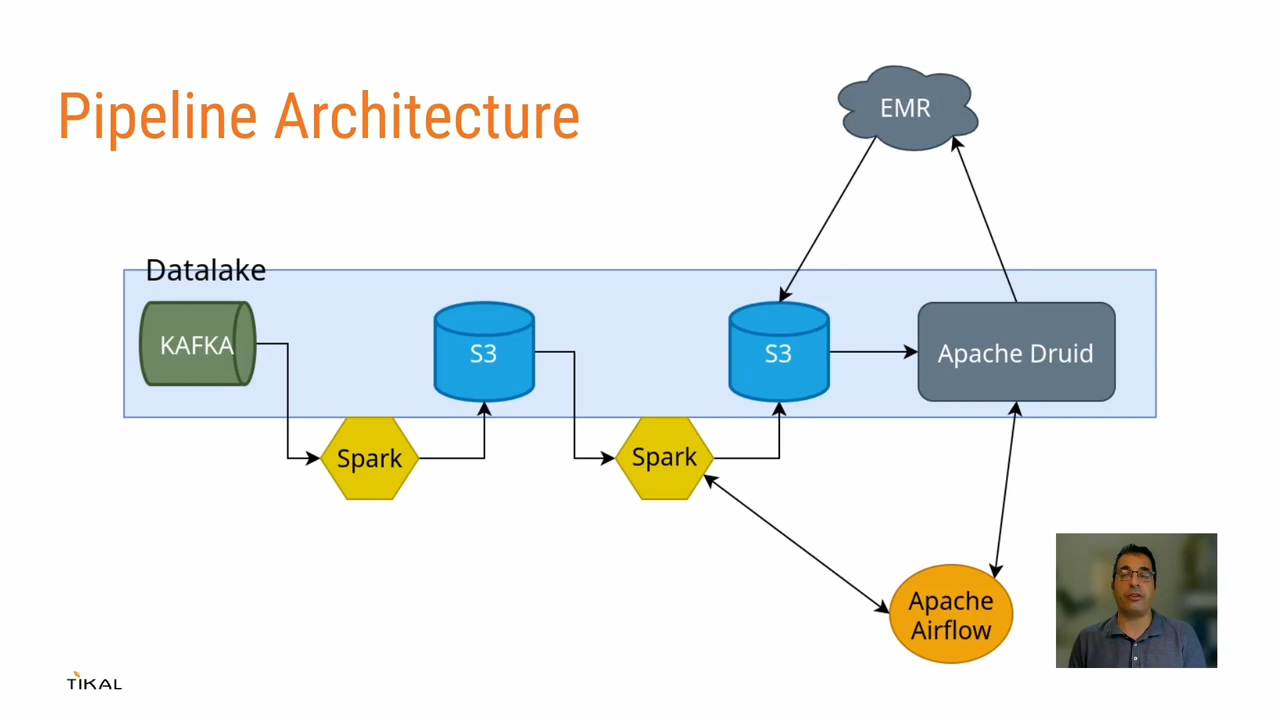 Pipeline Architecture
EMR
Datalake
KAFKA
S3
S3
Apache Druid
Spark
Spark
Apache
Airflow
TIKAL